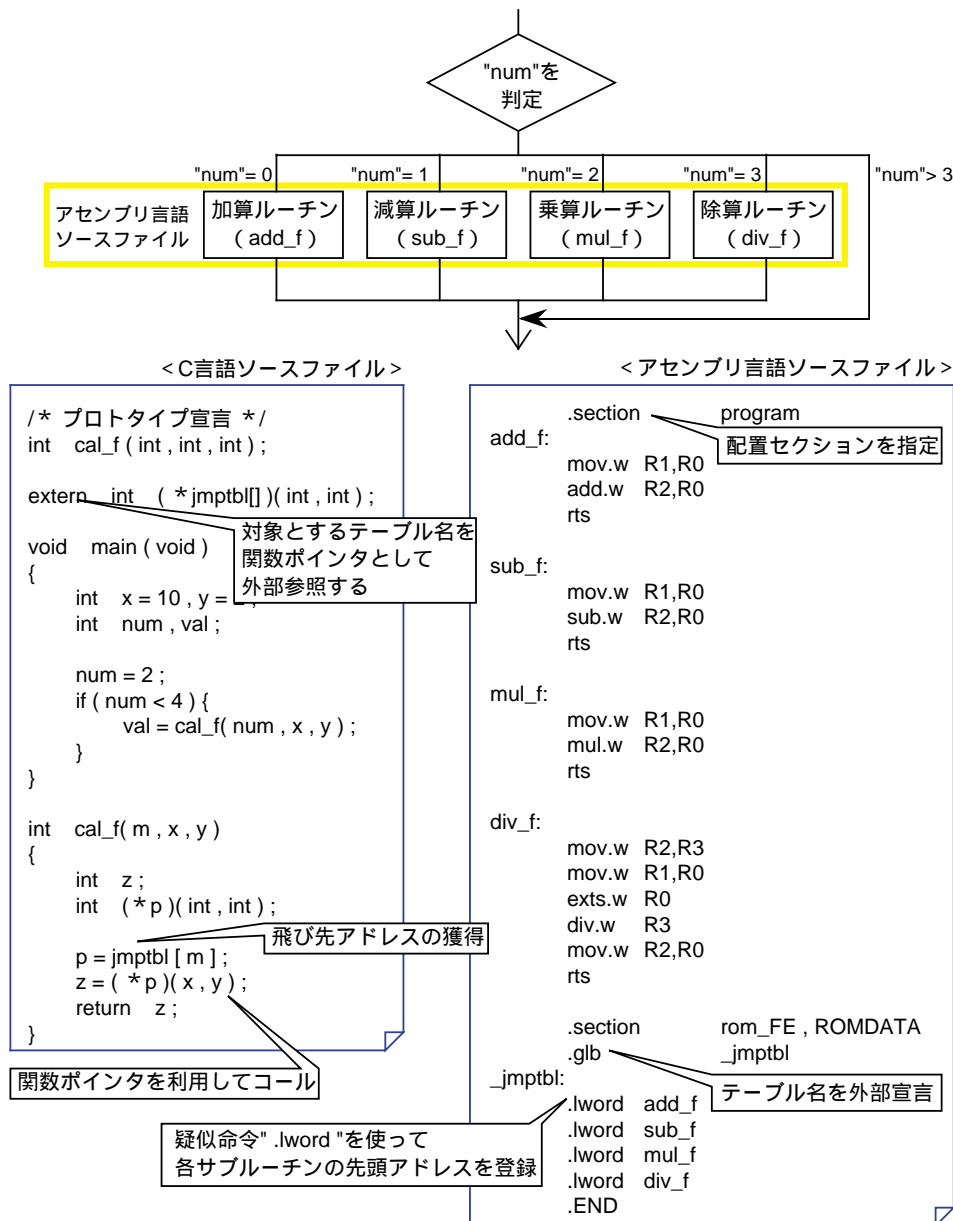 "num"を
判定
"num"= 0
"num"= 1
"num"= 2
"num"= 3
"num"> 3
アセンブリ言語
ソースファイル
加算ルーチン
( add_f )
減算ルーチン
( sub_f )
乗算ルーチン
( mul_f )
除算ルーチン
( div_f )
< C言語ソースファイル >
/* プロトタイプ宣言 */
int cal_f ( int , int , int ) ;
extern int ( *jmptbl[] )( int , int ) ;
対象とするテーブル名を
関数ポインタとして
外部参照する
void main ( void )
{
int x = 10 , y =
int num , val ;
num = 2 ;
if ( num < 4 ) {
val = cal_f( num , x , y ) ;
}
}
int cal_f( m , x , y )
{
int z ;
int ( *p )( int , int ) ;
飛び先アドレスの獲得
p = jmptbl [ m ] ;
z = ( *p )( x , y ) ;
return z ;
}
関数ポインタを利用してコール
< アセンブリ言語ソースファイル >
.section program
配置セクションを指定
add_f:
mov.w R1,R0
add.w R2,R0
rts
sub_f:
mov.w R1,R0
sub.w R2,R0
rts
mul_f:
mov.w R1,R0
mul.w R2,R0
rts
div_f:
mov.w R2,R3
mov.w R1,R0
exts.w R0
div.w R3
mov.w R2,R0
rts
.section rom_FE , ROMDATA
.glb _jmptbl
テーブル名を外部宣言
_jmptbl:
.lword add_f
.lword sub_f
.lword mul_f
.lword div_f
.END
疑似命令" .lword "を使って
各サブルーチンの先頭アドレスを登録